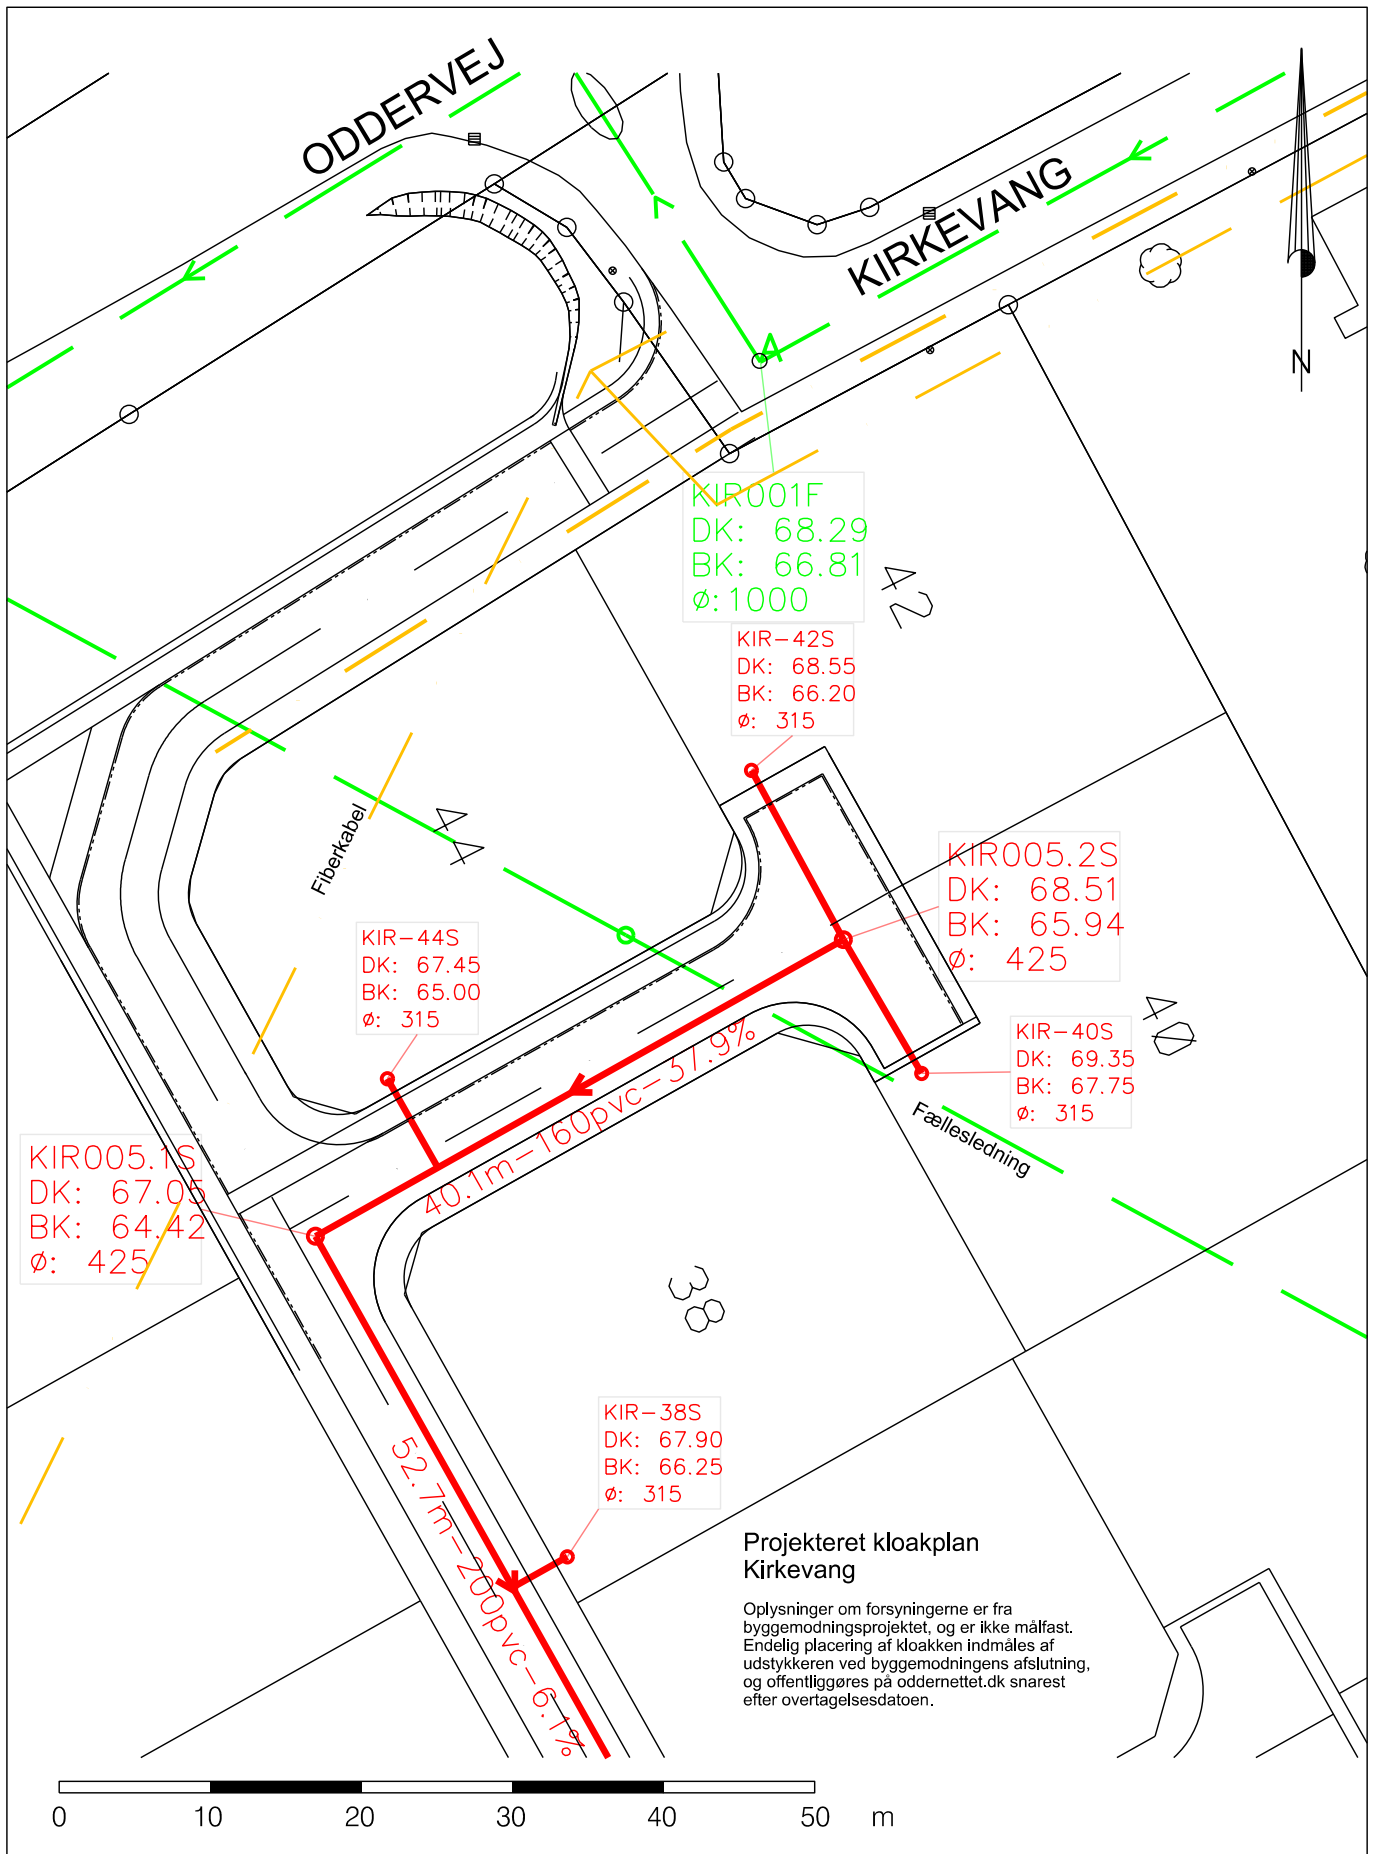 ODDERVEJ
KIRKEVANG
N
KIR001F
DK: 68.29
BK: 66.81
Ø: 1000
42
KIR-42S
DK: 68.55
BK: 66.20
Ø: 315
44
Fiberkabel
KIR005.2S
DK: 68.51
BK: 65.94
Ø: 425
KIR-44S
DK: 67.45
BK: 65.00
Ø: 315
40
KIR-40S
DK: 69.35
BK: 67.75
Ø: 315
Fællesledning
40.1m-160pvc-37.9%
KIR005.1S
DK: 67.05
BK: 64.42
Ø: 425
38
KIR-38S
DK: 67.90
BK: 66.25
Ø: 315
52.7m-200pvc-6.1%
Projekteret kloakplan
Kirkevang
Oplysninger om forsyningerne er fra
byggemodningsprojektet, og er ikke målfast.
Endelig placering af kloakken indmåles af
udstykkeren ved byggemodningens afslutning,
og offentliggøres på oddernettet.dk snarest
efter overtagelsesdatoen.
0 10 20 30 40 50 m